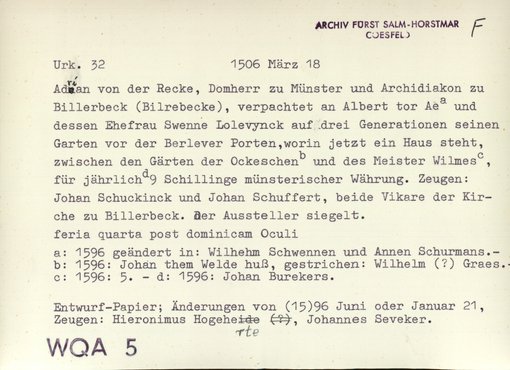 ARCHIV FÜRST SALM-HORSTMAR
COESFELD
F
Urk. 32 1506 März 18
Adrian von der Recke, Domherr zu Münster und Archidiakon zu
Billerbeck (Bilrebecke), verpachtet an Albert tor Ae a und
dessen Ehefrau Swenne Lolevynck auf drei Generationen seinen
Garten vor der Berlever Porten,worin jetzt ein Haus steht,
zwischen den Gärten der Ockeschen b und des Meister Wilmes c,
für jährlich d 9 Schillinge münsterischer Währung. Zeugen:
Johan Schuckinck und Johan Schuffert, beide Vikare der Kir-
che zu Billerbeck. Der Aussteller siegelt.
feria quarta post dominicam Oculi
a: 1596 geändert in: Wilhehm Schwennen und Annen Schurmans.-
b: 1596: Johan them Welde huß, gestrichen: Wilhelm (?) Graes.-
c: 1596: 5. - d: 1596: Johan Burekers.
Entwurf-Papier; Änderungen von (15)96 Juni oder Januar 21,
Zeugen: Hieronimus Hogeheide (?), Johannes Seveker.
rte
WQA 5